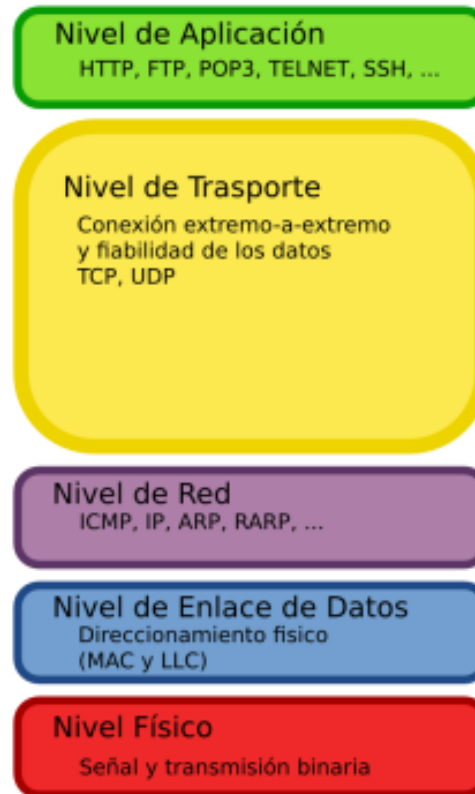 Nivel de Aplicación
HTTP, FTP, POP3, TELNET, SSH, ...
Nivel de Trasporte
Conexión extremo-a-extremo
y fiabilidad de los datos
TCP, UDP
Nivel de Red
ICMP, IP, ARP, RARP, ...
Nivel de Enlace de Datos
Direccionamiento fisico
(MAC y LLC)
Nivel Físico
Señal y transmisión binaria